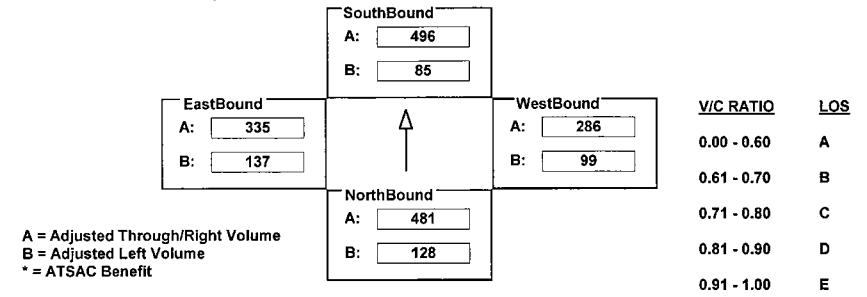 SouthBound
A: 496
B: 85
EastBound
A: 335
B: 137
WestBound
A: 286
B: 99
NorthBound
A: 481
B: 128
A = Adjusted Through/Right Volume
B = Adjusted Left Volume
* = ATSAC Benefit
V/C RATIO LOS
0.00 - 0.60 A
0.61 - 0.70 B
0.71 - 0.80 C
0.81 - 0.90 D
0.91 - 1.00 E